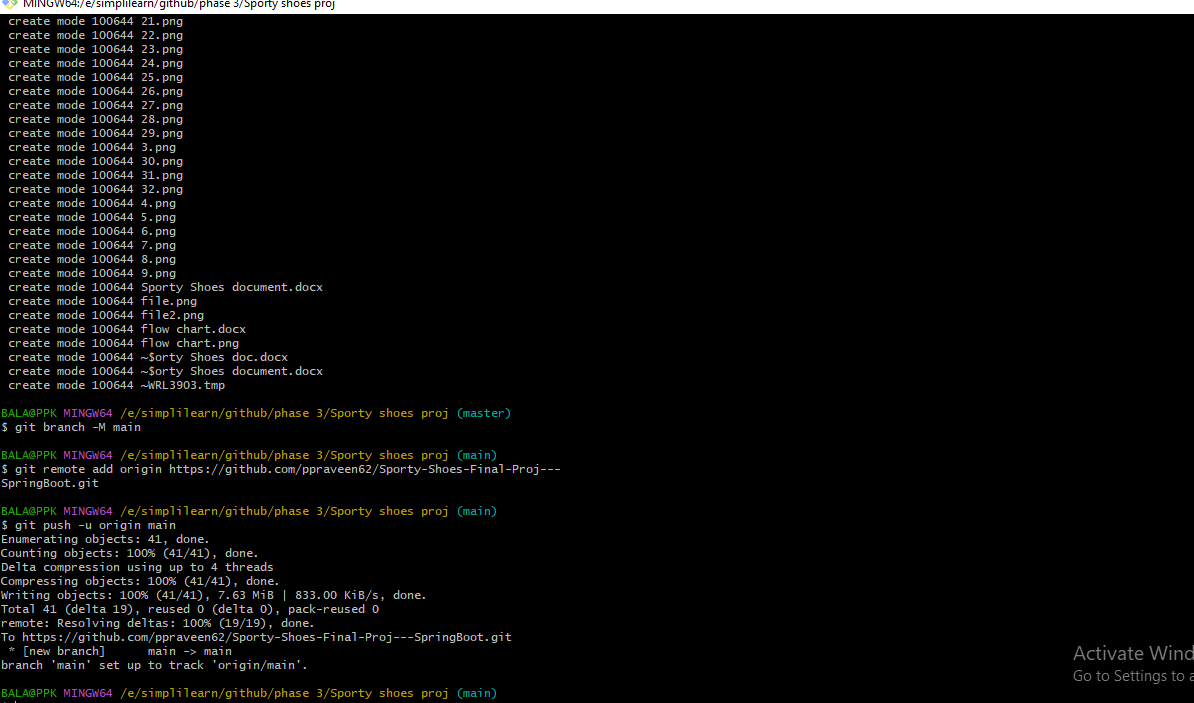 MINGW64:/e/simplilearn/github/phase 3/Sporty shoes proj
create mode 100644 21.png
create mode 100644 22.png
create mode 100644 23.png
create mode 100644 24.png
create mode 100644 25.png
create mode 100644 26.png
create mode 100644 27.png
create mode 100644 28.png
create mode 100644 29.png
create mode 100644 3.png
create mode 100644 30.png
create mode 100644 31.png
create mode 100644 32.png
create mode 100644 4.png
create mode 100644 5.png
create mode 100644 6.png
create mode 100644 7.png
create mode 100644 8.png
create mode 100644 9.png
create mode 100644 Sporty Shoes document.docx
create mode 100644 file.png
create mode 100644 file2.png
create mode 100644 flow chart.docx
create mode 100644 flow chart.png
create mode 100644 ~$orty Shoes doc.docx
create mode 100644 ~$orty Shoes document.docx
create mode 100644 ~WRL3903.tmp
BALA@PPK MINGW64 /e/simplilearn/github/phase 3/Sporty shoes proj (master)
$ git branch -M main
BALA@PPK MINGW64 /e/simplilearn/github/phase 3/Sporty shoes proj (main)
$ git remote add origin https://github.com/ppraveen62/Sporty-Shoes-Final-Proj---
SpringBoot.git
BALA@PPK MINGW64 /e/simplilearn/github/phase 3/Sporty shoes proj (main)
$ git push -u origin main
Enumerating objects: 41, done.
Counting objects: 100% (41/41), done.
Delta compression using up to 4 threads
Compressing objects: 100% (41/41), done.
Writing objects: 100% (41/41), 7.63 MiB | 833.00 KiB/s, done.
Total 41 (delta 19), reused 0 (delta 0), pack-reused 0
remote: Resolving deltas: 100% (19/19), done.
To https://github.com/ppraveen62/Sporty-Shoes-Final-Proj---SpringBoot.git
* [new branch] main -> main
branch 'main' set up to track 'origin/main'.
Activate Wind
Go to Settings to a
BALA@PPK MINGW64 /e/simplilearn/github/phase 3/Sporty shoes proj (main)